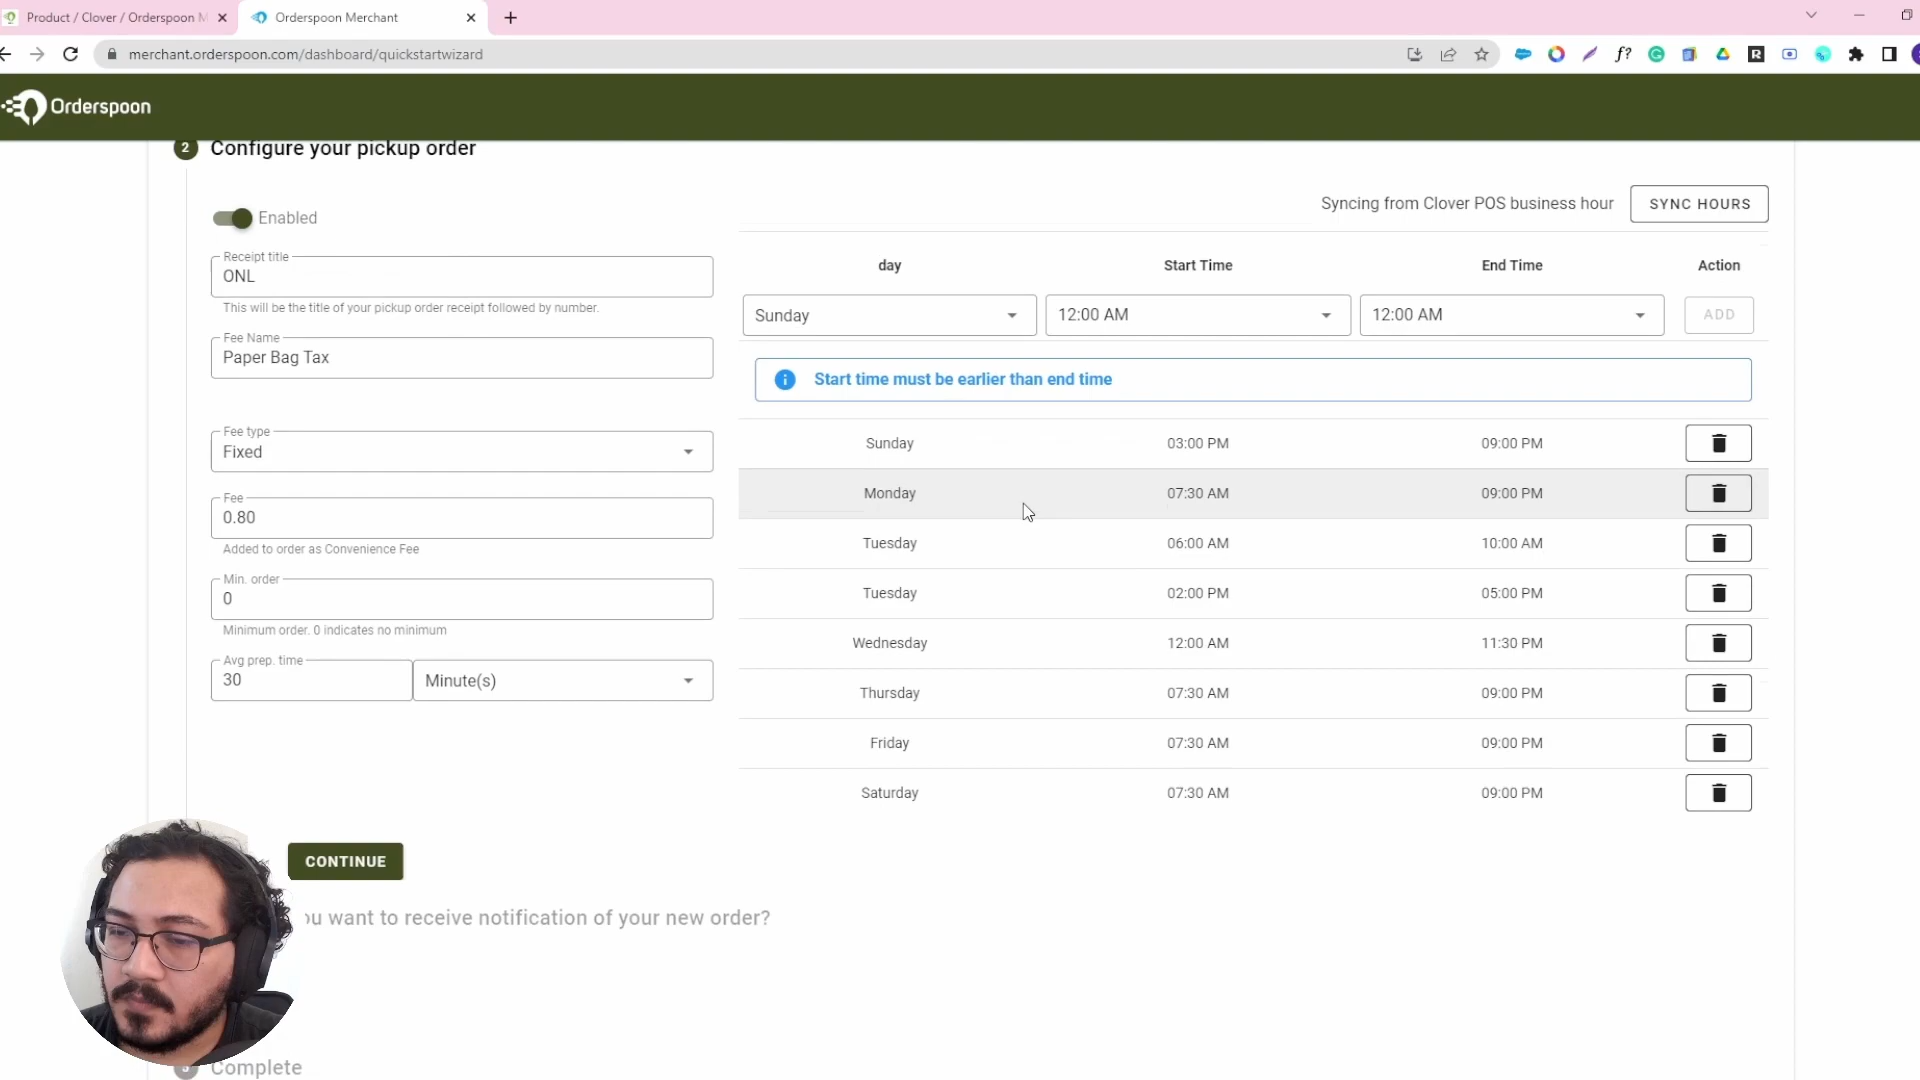 Product / Clover / Orderspoon M
Orderspoon Merchant
merchant.orderspoon.com/dashboard/quickstartwizard
f?
R
Orderspoon
2 Configure your pickup order
Enabled
Syncing from Clover POS business hour
SYNC HOURS
Receipt title
ONL
This will be the title of your pickup order receipt followed by number.
Fee Name
Paper Bag Tax
Fee type
Fixed
Fee
0.80
Added to order as Convenience Fee
Min. order
0
Minimum order. 0 indicates no minimum
Avg prep. time
30
Minute(s)
day Start Time End Time Action
Sunday 12:00 AM 12:00 AM ADD
Start time must be earlier than end time
Sunday 03:00 PM 09:00 PM
Monday 07:30 AM 09:00 PM
Tuesday 06:00 AM 10:00 AM
Tuesday 02:00 PM 05:00 PM
Wednesday 12:00 AM 11:30 PM
Thursday 07:30 AM 09:00 PM
Friday 07:30 AM 09:00 PM
Saturday 07:30 AM 09:00 PM
CONTINUE
ou want to receive notification of your new order?
Complete